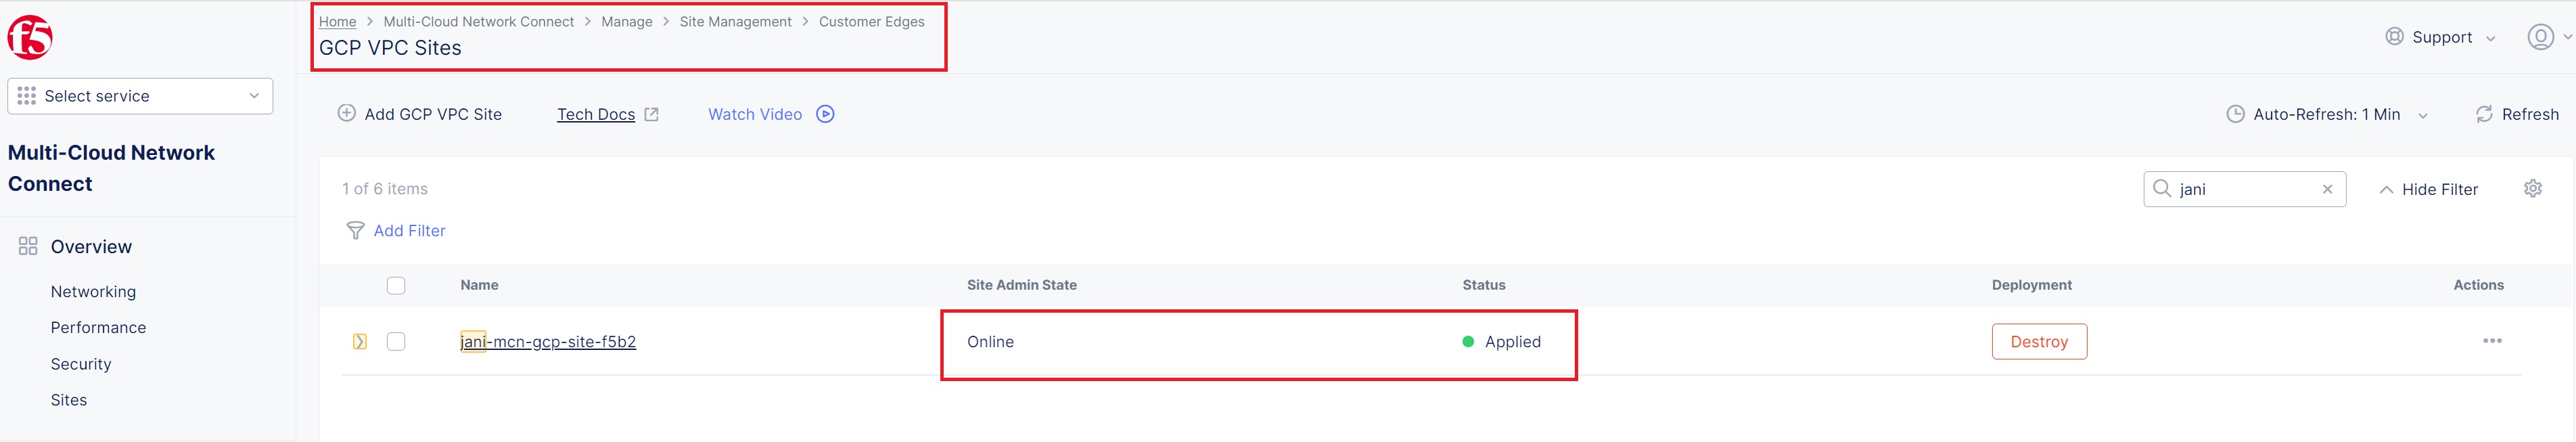 f5
Home > Multi-Cloud Network Connect > Manage > Site Management > Customer Edges
GCP VPC Sites
Support
Select service
Add GCP VPC Site
Tech Docs
Watch Video
Auto-Refresh: 1 Min
Refresh
Multi-Cloud Network
Connect
1 of 6 items
jani
Hide Filter
Add Filter
Overview
Networking
Performance
Security
Sites
Name Site Admin State Status Deployment Actions
jani-mcn-gcp-site-f5b2 Online Applied Destroy